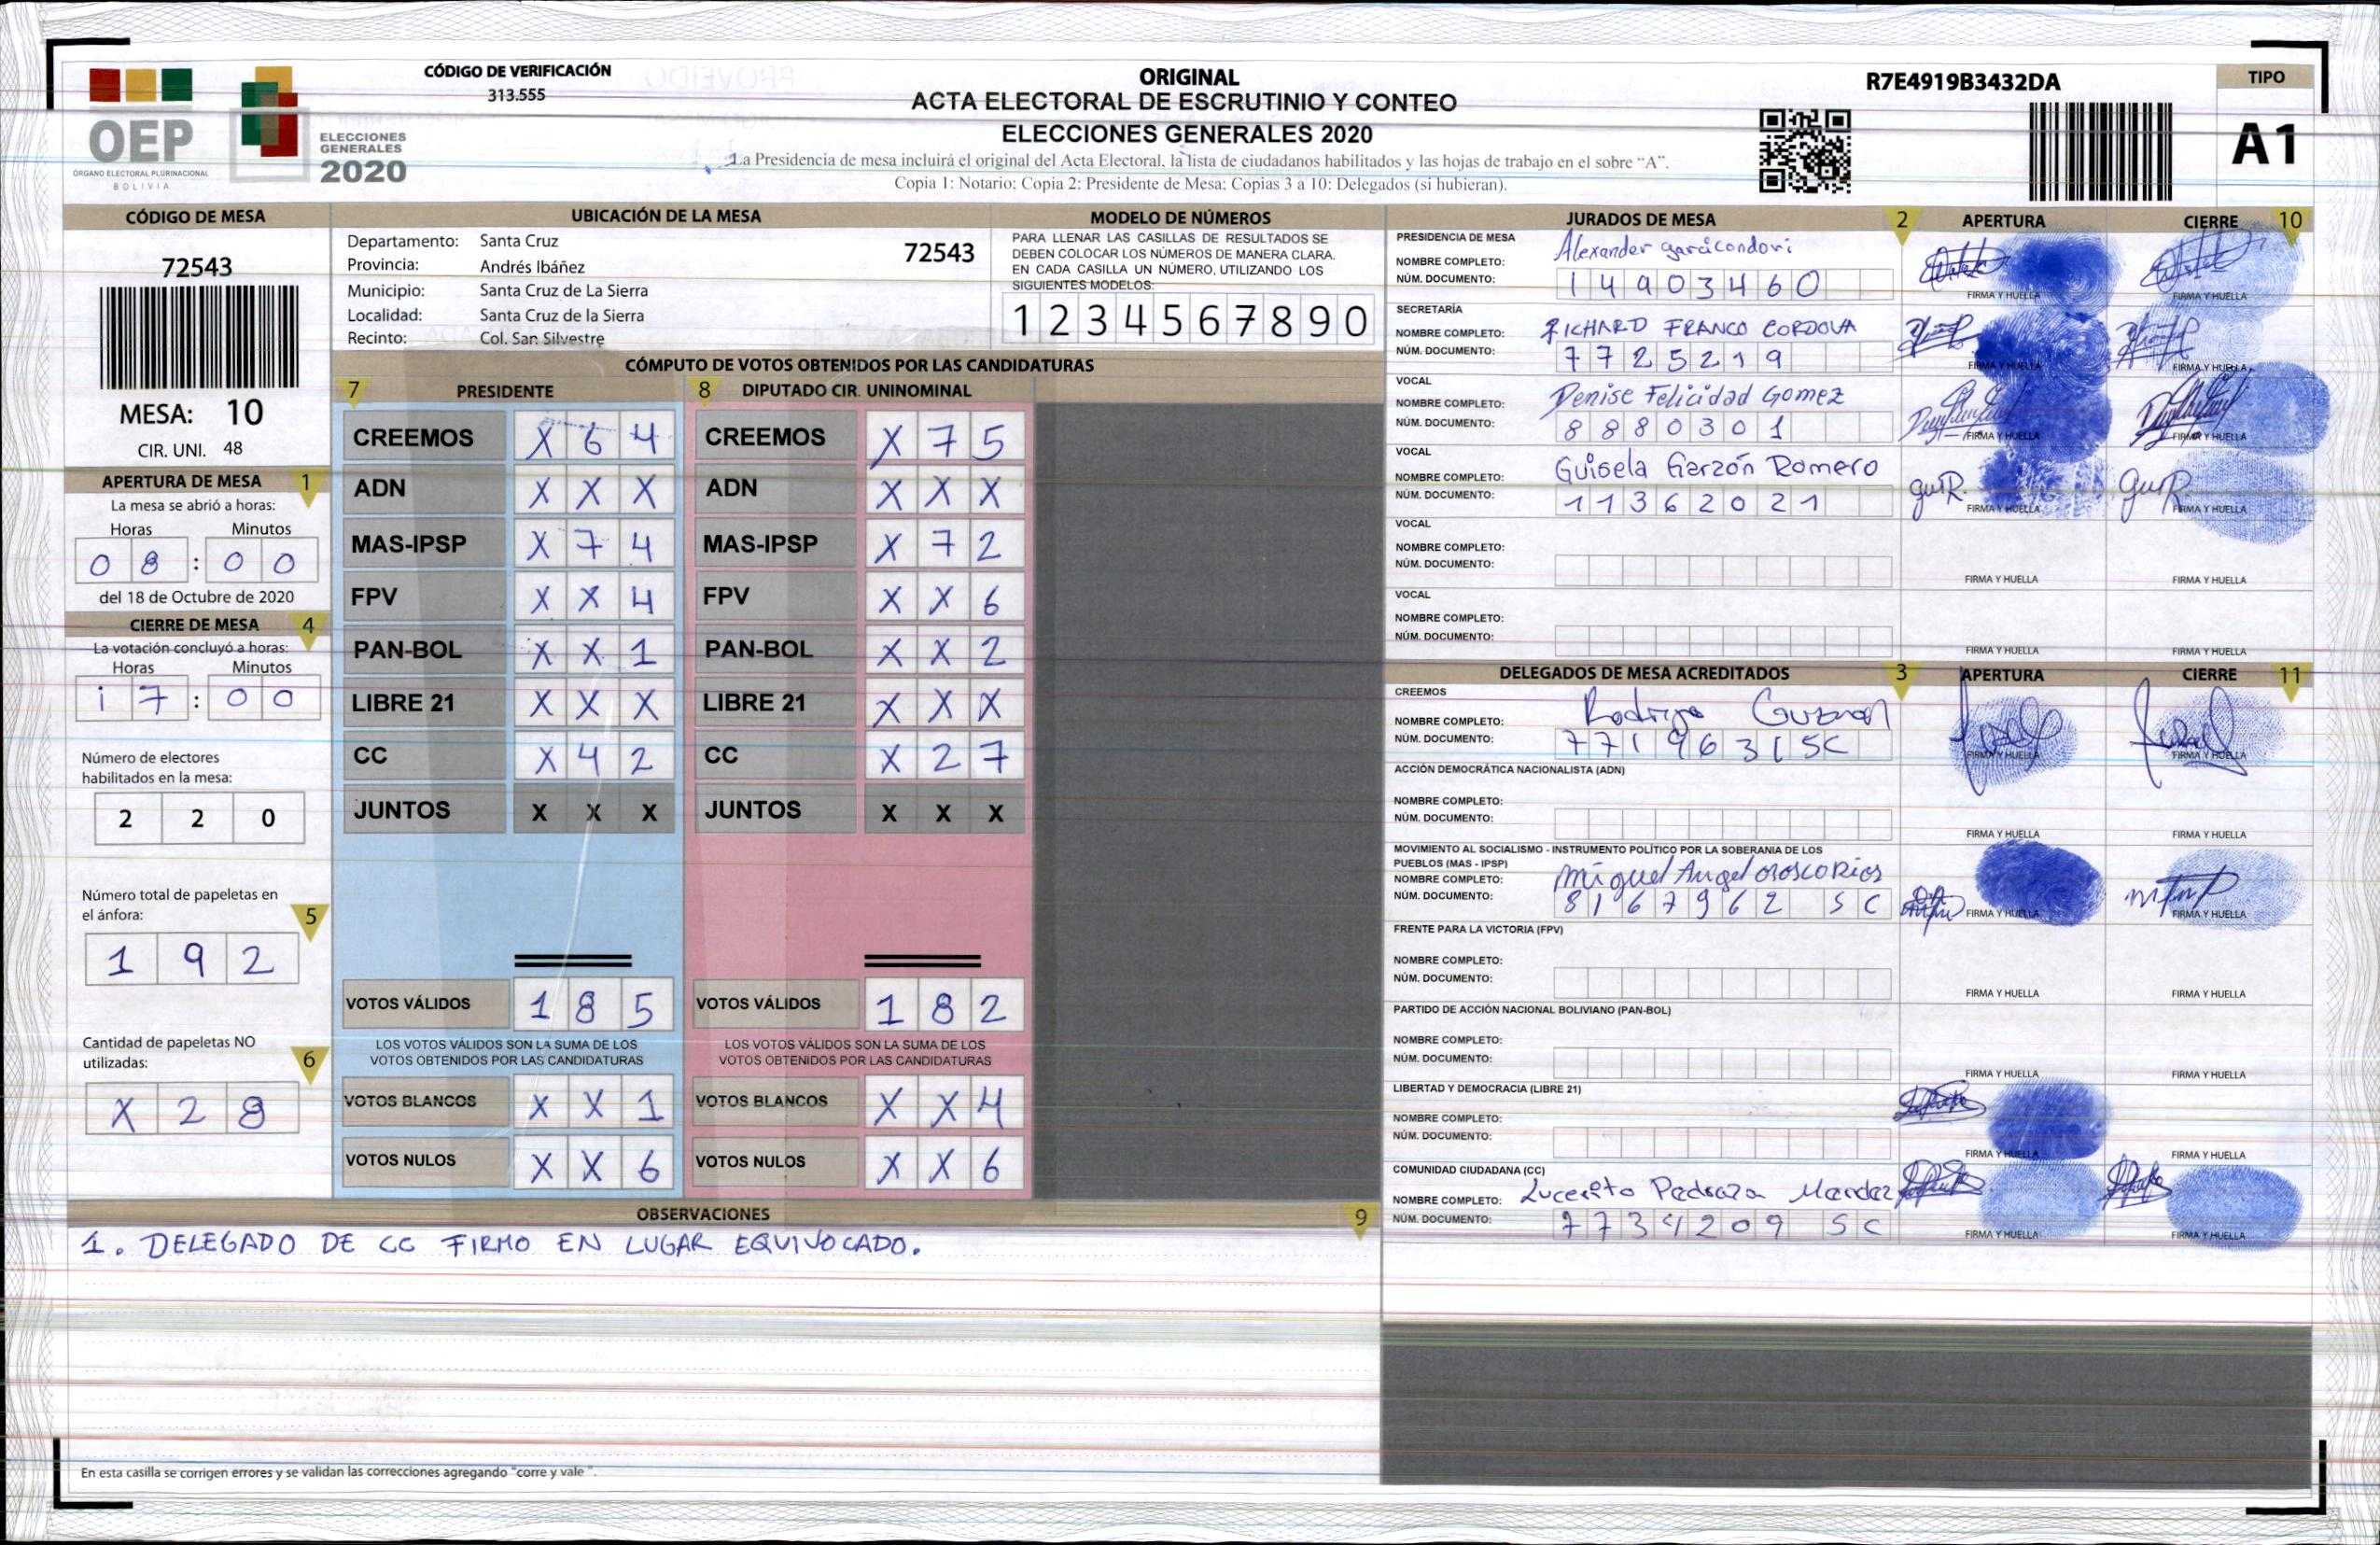 CÓDIGO DE VERIFICACIÓN
313.555
OEP
ÓRGANO ELECTORAL PLURINACIONAL
BOLIVIA
ELECCIONES
GENERALES
2020
ORIGINAL
ACTA ELECTORAL DE ESCRUTINIO Y CONTEO
ELECCIONES GENERALES 2020
La Presidencia de mesa incluirá el original del Acta Electoral, la lista de ciudadanos habilitados y las hojas de trabajo en el sobre "A".
Copia 1: Notario; Copia 2: Presidente de Mesa; Copias 3 a 10: Delegados (si hubieran).
R7E4919B3432DA
TIPO
A1
CÓDIGO DE MESA
72543
MESA: 10
CIR. UNI. 48
UBICACIÓN DE LA MESA
Departamento: Santa Cruz
72543
Provincia: Andrés Ibáñez
Municipio: Santa Cruz de La Sierra
Localidad: Santa Cruz de la Sierra
Recinto: Col. San Silvestre
MODELO DE NÚMEROS
PARA LLENAR LAS CASILLAS DE RESULTADOS SE
DEBEN COLOCAR LOS NÚMEROS DE MANERA CLARA.
EN CADA CASILLA UN NÚMERO, UTILIZANDO LOS
SIGUIENTES MODELOS:
1 2 3 4 5 6 7 8 9 0
APERTURA DE MESA 1
La mesa se abrió a horas:
Horas Minutos
0 8 : 0 0
del 18 de Octubre de 2020
CIERRE DE MESA 4
La votación concluyó a horas:
Horas Minutos
1 7 : 0 0
Número de electores
habilitados en la mesa:
2 2 0
Número total de papeletas en
el ánfora: 5
1 9 2
Cantidad de papeletas NO
utilizadas: 6
X 2 8
CÓMPUTO DE VOTOS OBTENIDOS POR LAS CANDIDATURAS
7 PRESIDENTE 8 DIPUTADO CIR. UNINOMINAL
CREEMOS X 6 4 CREEMOS X 7 5
ADN X X X ADN X X X
MAS-IPSP X 7 4 MAS-IPSP X 7 2
FPV X X 4 FPV X X 6
PAN-BOL X X 1 PAN-BOL X X 2
LIBRE 21 X X X LIBRE 21 X X X
CC X 4 2 CC X 2 7
JUNTOS X X X JUNTOS X X X
VOTOS VÁLIDOS 1 8 5 VOTOS VÁLIDOS 1 8 2
LOS VOTOS VÁLIDOS SON LA SUMA DE LOS LOS VOTOS VÁLIDOS SON LA SUMA DE LOS
VOTOS OBTENIDOS POR LAS CANDIDATURAS VOTOS OBTENIDOS POR LAS CANDIDATURAS
VOTOS BLANCOS X X 1 VOTOS BLANCOS X X 4
VOTOS NULOS X X 6 VOTOS NULOS X X 6
OBSERVACIONES 9
1. DELEGADO DE CC FIRMO EN LUGAR EQUIVOCADO.
En esta casilla se corrigen errores y se validan las correcciones agregando "corre y vale".
JURADOS DE MESA 2 APERTURA CIERRE 10
PRESIDENCIA DE MESA
NOMBRE COMPLETO: Alexander
NÚM. DOCUMENTO: 1 4 9 0 3 4 6 0
FIRMA Y HUELLA FIRMA Y HUELLA
SECRETARÍA
NOMBRE COMPLETO: RICHARD FRANCO CORDOVA
NÚM. DOCUMENTO: 7 7 2 5 2 1 9
FIRMA Y HUELLA FIRMA Y HUELLA
VOCAL
NOMBRE COMPLETO: Denise Felicidad Gomez
NÚM. DOCUMENTO: 8 8 8 0 3 0 1
FIRMA Y HUELLA FIRMA Y HUELLA
VOCAL
NOMBRE COMPLETO: Guisela Garzón Romero
NÚM. DOCUMENTO: 1 1 3 6 2 0 2 1
FIRMA Y HUELLA FIRMA Y HUELLA
VOCAL
NOMBRE COMPLETO:
NÚM. DOCUMENTO:
FIRMA Y HUELLA FIRMA Y HUELLA
VOCAL
NOMBRE COMPLETO:
NÚM. DOCUMENTO:
FIRMA Y HUELLA FIRMA Y HUELLA
DELEGADOS DE MESA ACREDITADOS 3 APERTURA CIERRE 11
CREEMOS
NOMBRE COMPLETO: Rodrigo Guzman
NÚM. DOCUMENTO: 7 7 1 9 6 3 1 SC
FIRMA Y HUELLA FIRMA Y HUELLA
ACCIÓN DEMOCRÁTICA NACIONALISTA (ADN)
NOMBRE COMPLETO:
NÚM. DOCUMENTO:
FIRMA Y HUELLA FIRMA Y HUELLA
MOVIMIENTO AL SOCIALISMO - INSTRUMENTO POLÍTICO POR LA SOBERANIA DE LOS
PUEBLOS (MAS - IPSP)
NOMBRE COMPLETO: Miguel Angel Orosco Rios
NÚM. DOCUMENTO: 8 1 6 7 9 6 2 S C
FIRMA Y HUELLA FIRMA Y HUELLA
FRENTE PARA LA VICTORIA (FPV)
NOMBRE COMPLETO:
NÚM. DOCUMENTO:
FIRMA Y HUELLA FIRMA Y HUELLA
PARTIDO DE ACCIÓN NACIONAL BOLIVIANO (PAN-BOL)
NOMBRE COMPLETO:
NÚM. DOCUMENTO:
FIRMA Y HUELLA FIRMA Y HUELLA
LIBERTAD Y DEMOCRACIA (LIBRE 21)
NOMBRE COMPLETO:
NÚM. DOCUMENTO:
FIRMA Y HUELLA FIRMA Y HUELLA
COMUNIDAD CIUDADANA (CC)
NOMBRE COMPLETO: Lucerito Pedraza Mendez
NÚM. DOCUMENTO: 7 7 3 4 2 0 9 S C
FIRMA Y HUELLA FIRMA Y HUELLA